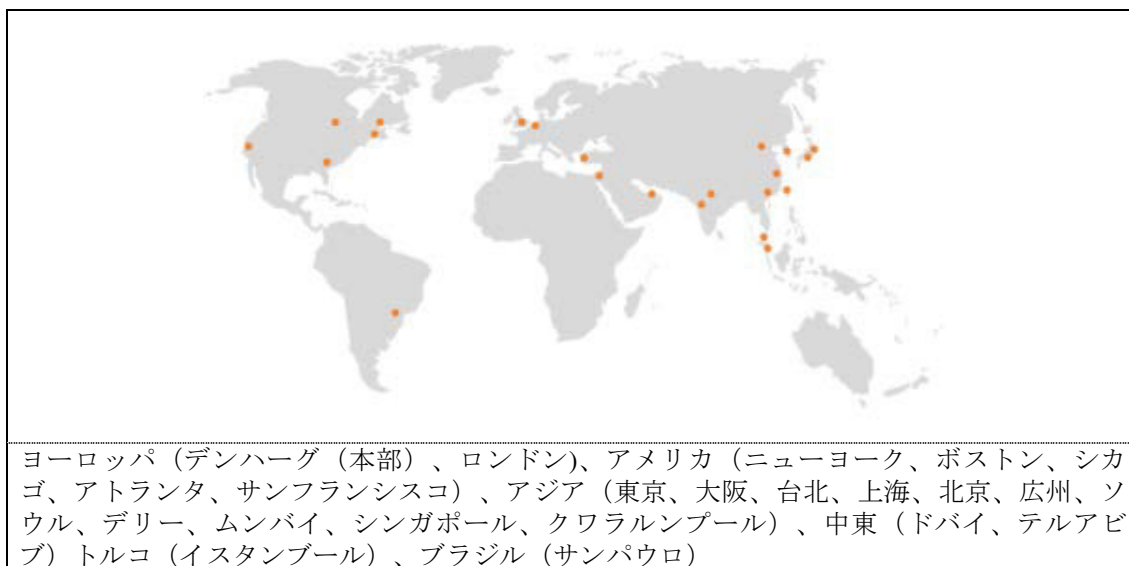 ヨーロッパ（デンハーグ（本部）、ロンドン)、アメリカ（ニューヨーク、ボストン、シカ
ゴ、アトランタ、サンフランシスコ）、アジア（東京、大阪、台北、上海、北京、広州、ソ
ウル、デリー、ムンバイ、シンガポール、クワラルンプール）、中東（ドバイ、テルアビ
ブ）トルコ（イスタンブール）、ブラジル（サンパウロ）